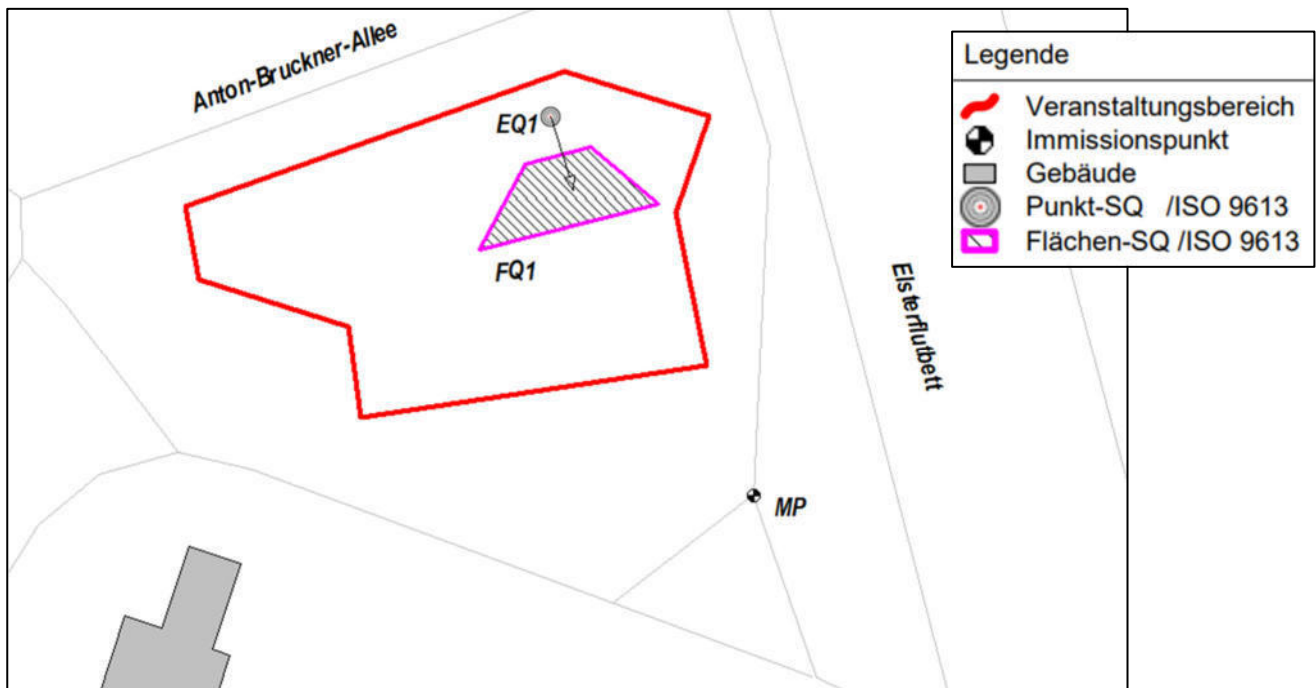 Anton-Bruckner-Allee
EQ1
FQ1
Elsterflutbett
MP
Legende
Veranstaltungsbereich
Immissionspunkt
Gebäude
Punkt-SQ /ISO 9613
Flächen-SQ /ISO 9613